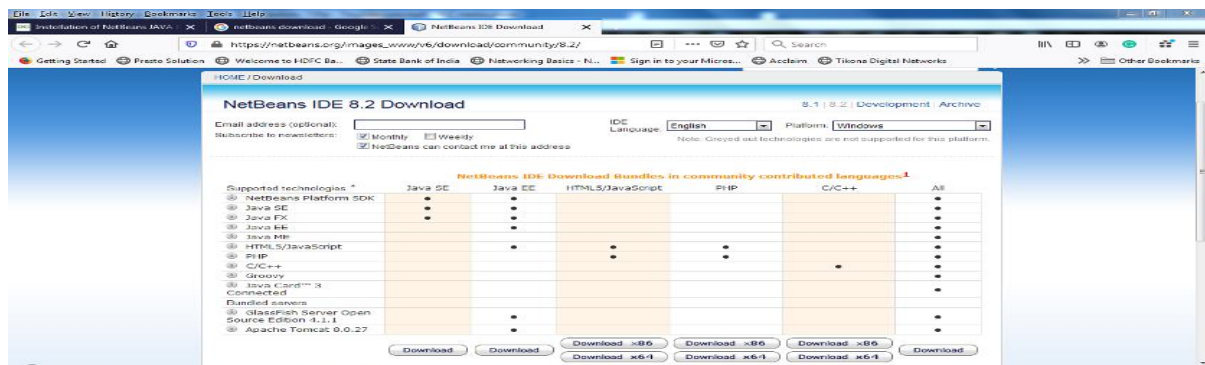 File Edit View History Bookmarks Tools Help
Installation of NetBeans JAVA netbeans download - Google S NetBeans IDE Download
https://netbeans.org/images_www/v6/download/community/8.2/ Search
Getting Started Presto Solution Welcome to HDFC Ba... State Bank of India Networking Basics - N... Sign in to your Micros... Acclaim Tikona Digital Networks Other Bookmarks
HOME / Download
NetBeans IDE 8.2 Download 8.1 | 8.2 | Development | Archive
Email address (optional): IDE Language: English Platform: Windows
Subscribe to newsletters: Monthly Weekly Note: Greyed out technologies are not supported for this platform.
NetBeans can contact me at this address
NetBeans IDE Download Bundles in community contributed languages1
Supported technologies * Java SE Java EE HTML5/JavaScript PHP C/C++ All
NetBeans Platform SDK
Java SE
Java FX
Java EE
Java ME
HTML5/JavaScript
PHP
C/C++
Groovy
Java Card™ 3
Connected
Bundled servers
GlassFish Server Open
Source Edition 4.1.1
Apache Tomcat 8.0.27
Download Download Download x86 Download x86 Download x86 Download
Download x64 Download x64 Download x64